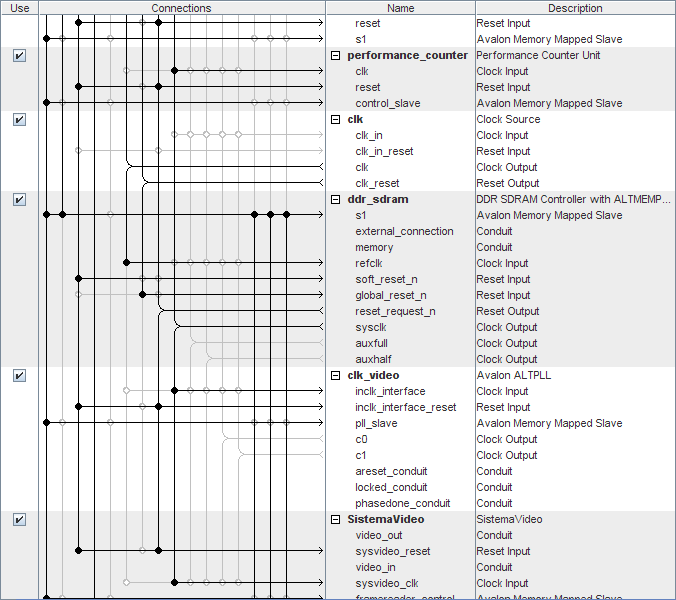 Use Connections Name Description
reset Reset Input
s1 Avalon Memory Mapped Slave
performance_counter Performance Counter Unit
clk Clock Input
reset Reset Input
control_slave Avalon Memory Mapped Slave
clk Clock Source
clk_in Clock Input
clk_in_reset Reset Input
clk Clock Output
clk_reset Reset Output
ddr_sdram DDR SDRAM Controller with ALTMEMP...
s1 Avalon Memory Mapped Slave
external_connection Conduit
memory Conduit
refclk Clock Input
soft_reset_n Reset Input
global_reset_n Reset Input
reset_request_n Reset Output
sysclk Clock Output
auxfull Clock Output
auxhalf Clock Output
clk_video Avalon ALTPLL
inclk_interface Clock Input
inclk_interface_reset Reset Input
pll_slave Avalon Memory Mapped Slave
c0 Clock Output
c1 Clock Output
areset_conduit Conduit
locked_conduit Conduit
phasedone_conduit Conduit
SistemaVideo SistemaVideo
video_out Conduit
sysvideo_reset Reset Input
video_in Conduit
sysvideo_clk Clock Input
framereader_control Avalon Memory Mapped Slave